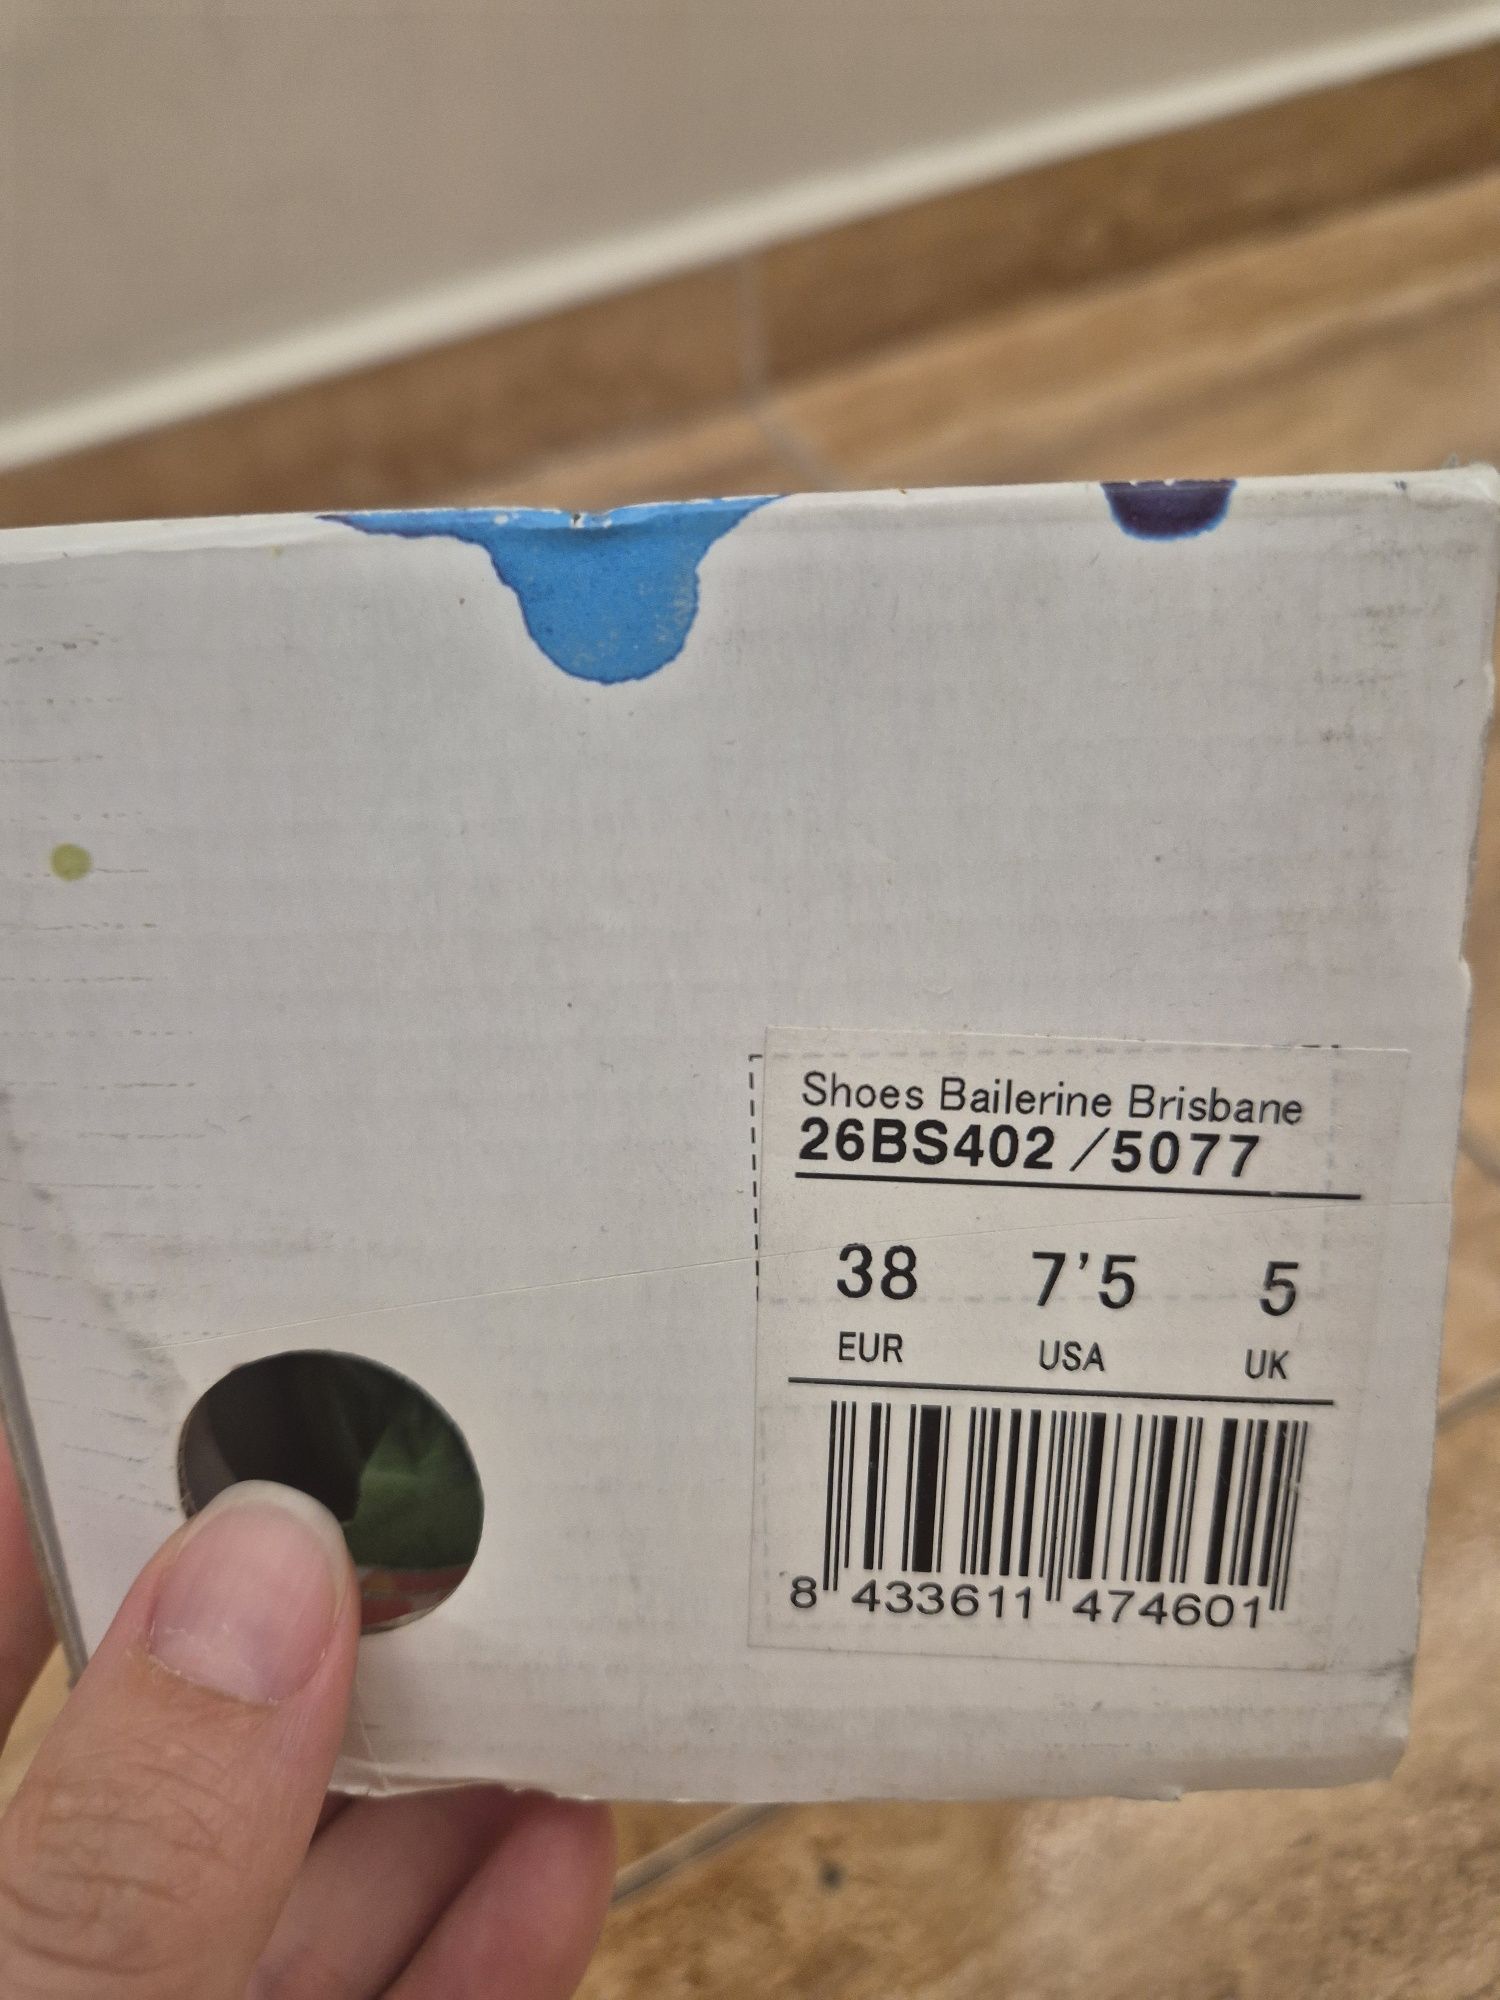 Shoes Bailerine Brisbane
26BS402 /5077
38 7'5 5
EUR USA UK
8 433611 474601